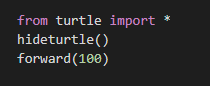 from turtle import *
hideturtle()
forward(100)